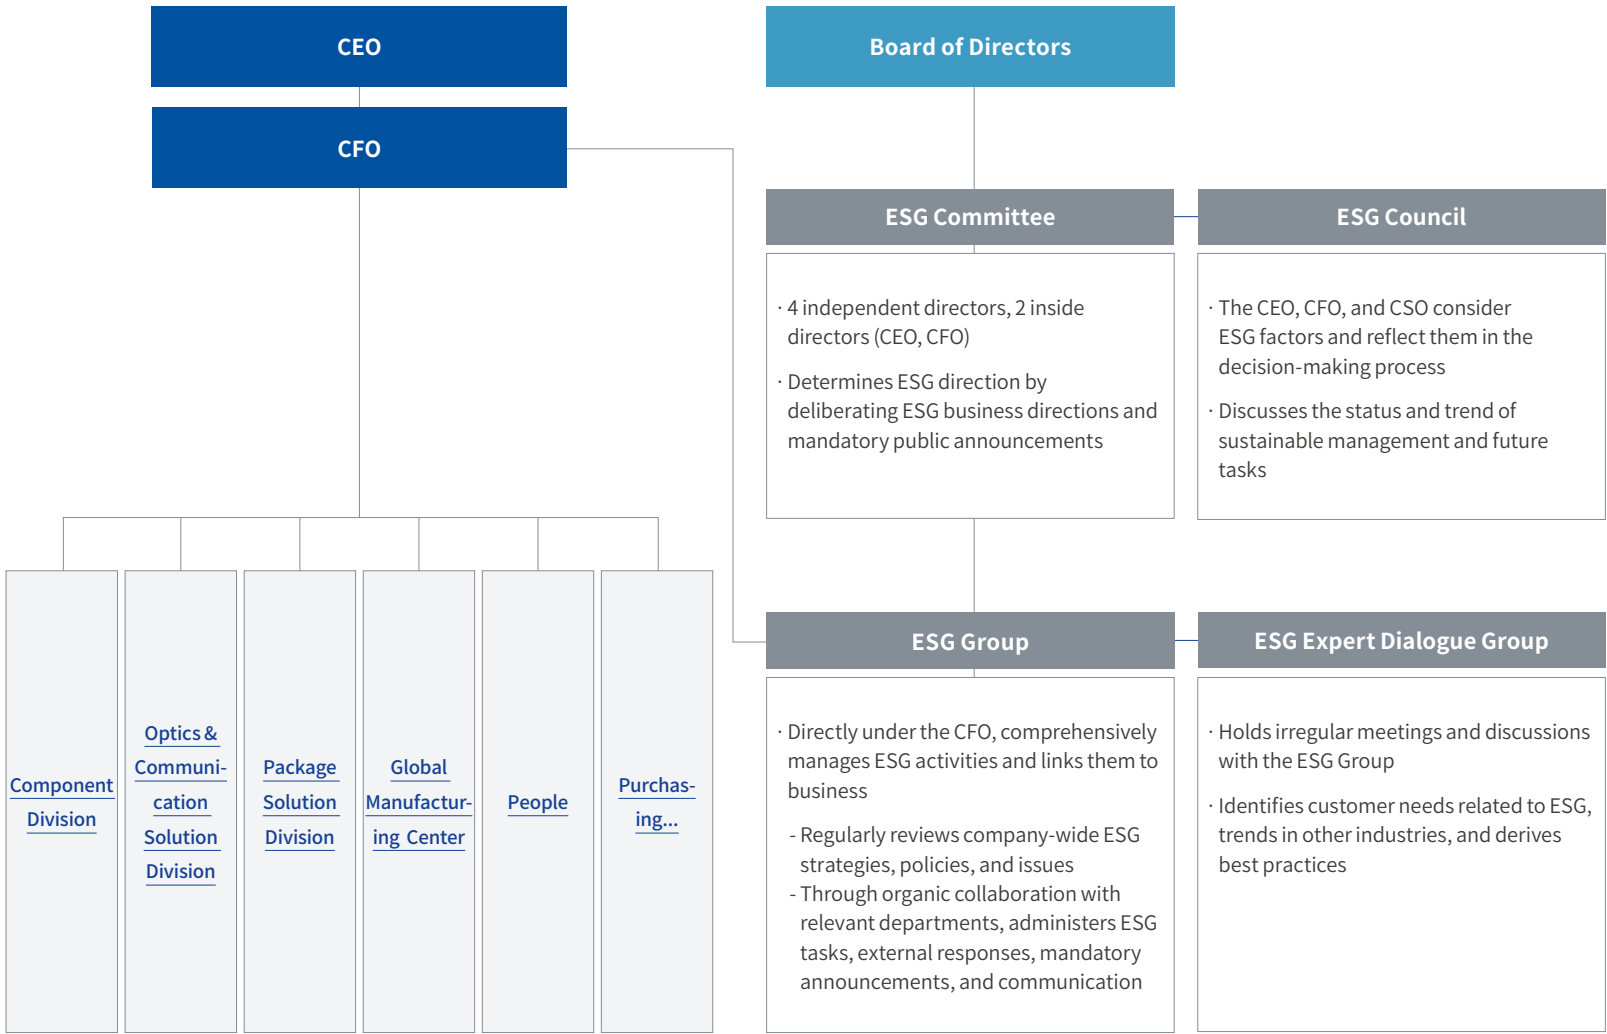 CEO
CFO
Board of Directors
ESG Committee
· 4 independent directors, 2 inside
directors (CEO, CFO)
· Determines ESG direction by
deliberating ESG business directions and
mandatory public announcements
ESG Council
· The CEO, CFO, and CSO consider
ESG factors and reflect them in the
decision-making process
· Discusses the status and trend of
sustainable management and future
tasks
Component
Division
Optics &
Communi-
cation
Solution
Division
Package
Solution
Division
Global
Manufactur-
ing Center
People
Purchas-
ing...
ESG Group
· Directly under the CFO, comprehensively
manages ESG activities and links them to
business
- Regularly reviews company-wide ESG
strategies, policies, and issues
- Through organic collaboration with
relevant departments, administers ESG
tasks, external responses, mandatory
announcements, and communication
ESG Expert Dialogue Group
· Holds irregular meetings and discussions
with the ESG Group
· Identifies customer needs related to ESG,
trends in other industries, and derives
best practices